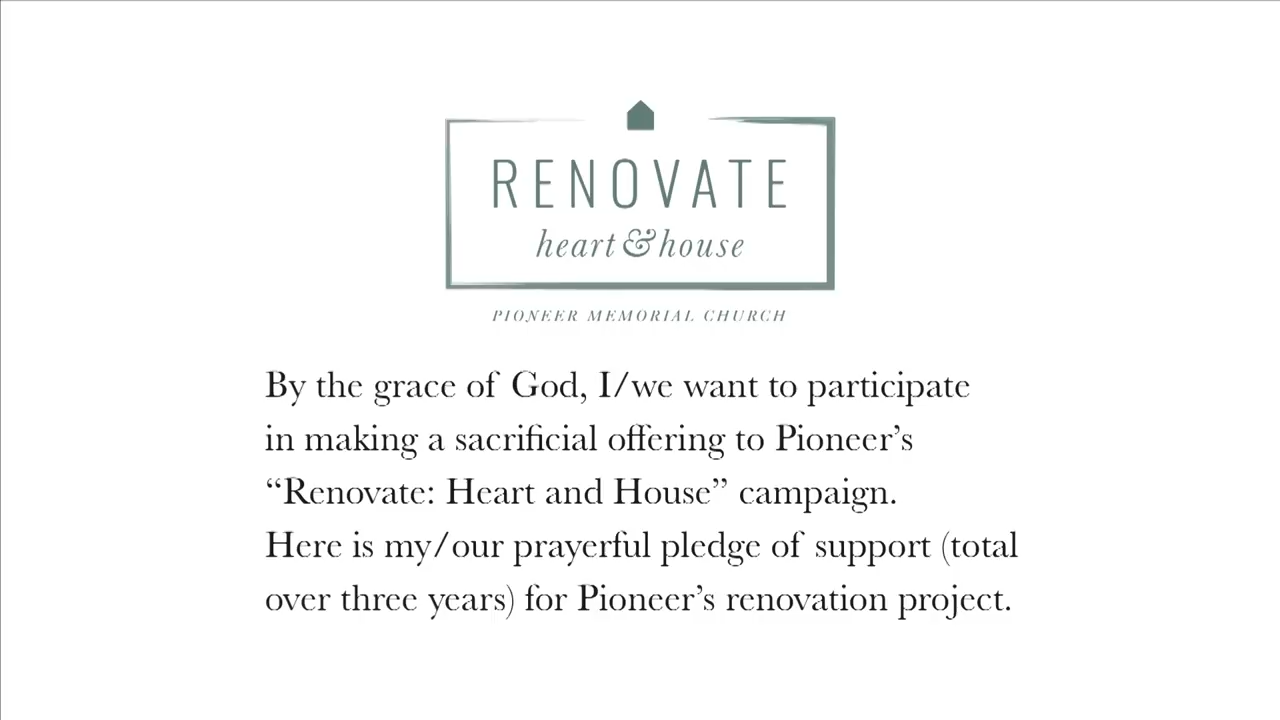 RENOVATE
heart & house
PIONEER MEMORIAL CHURCH
By the grace of God, I/we want to participate
in making a sacrificial offering to Pioneer’s
“Renovate: Heart and House” campaign.
Here is my/our prayerful pledge of support (total
over three years) for Pioneer’s renovation project.